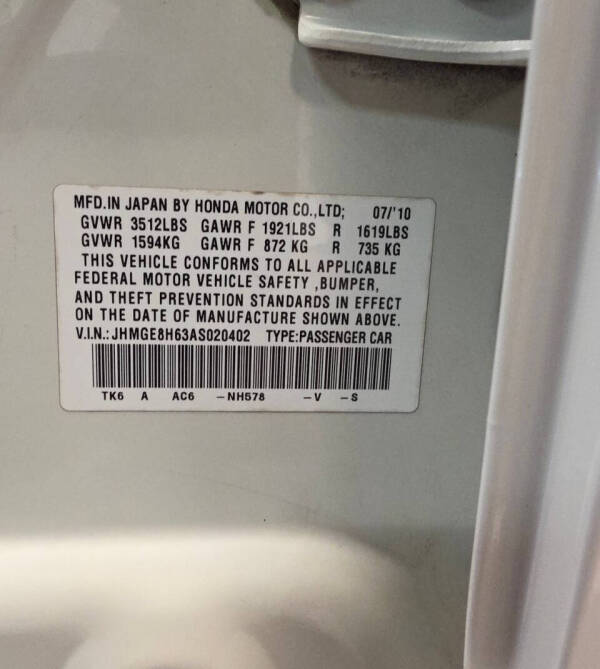 MFD.IN JAPAN BY HONDA MOTOR CO.,LTD; 07/'10
GVWR 3512LBS GAWR F 1921LBS R 1619LBS
GVWR 1594KG GAWR F 872 KG R 735 KG
THIS VEHICLE CONFORMS TO ALL APPLICABLE
FEDERAL MOTOR VEHICLE SAFETY ,BUMPER,
AND THEFT PREVENTION STANDARDS IN EFFECT
ON THE DATE OF MANUFACTURE SHOWN ABOVE.
V.I.N.: JHMGE8H63AS020402 TYPE:PASSENGER CAR
TK6 A AC6 -NH578 -V -S